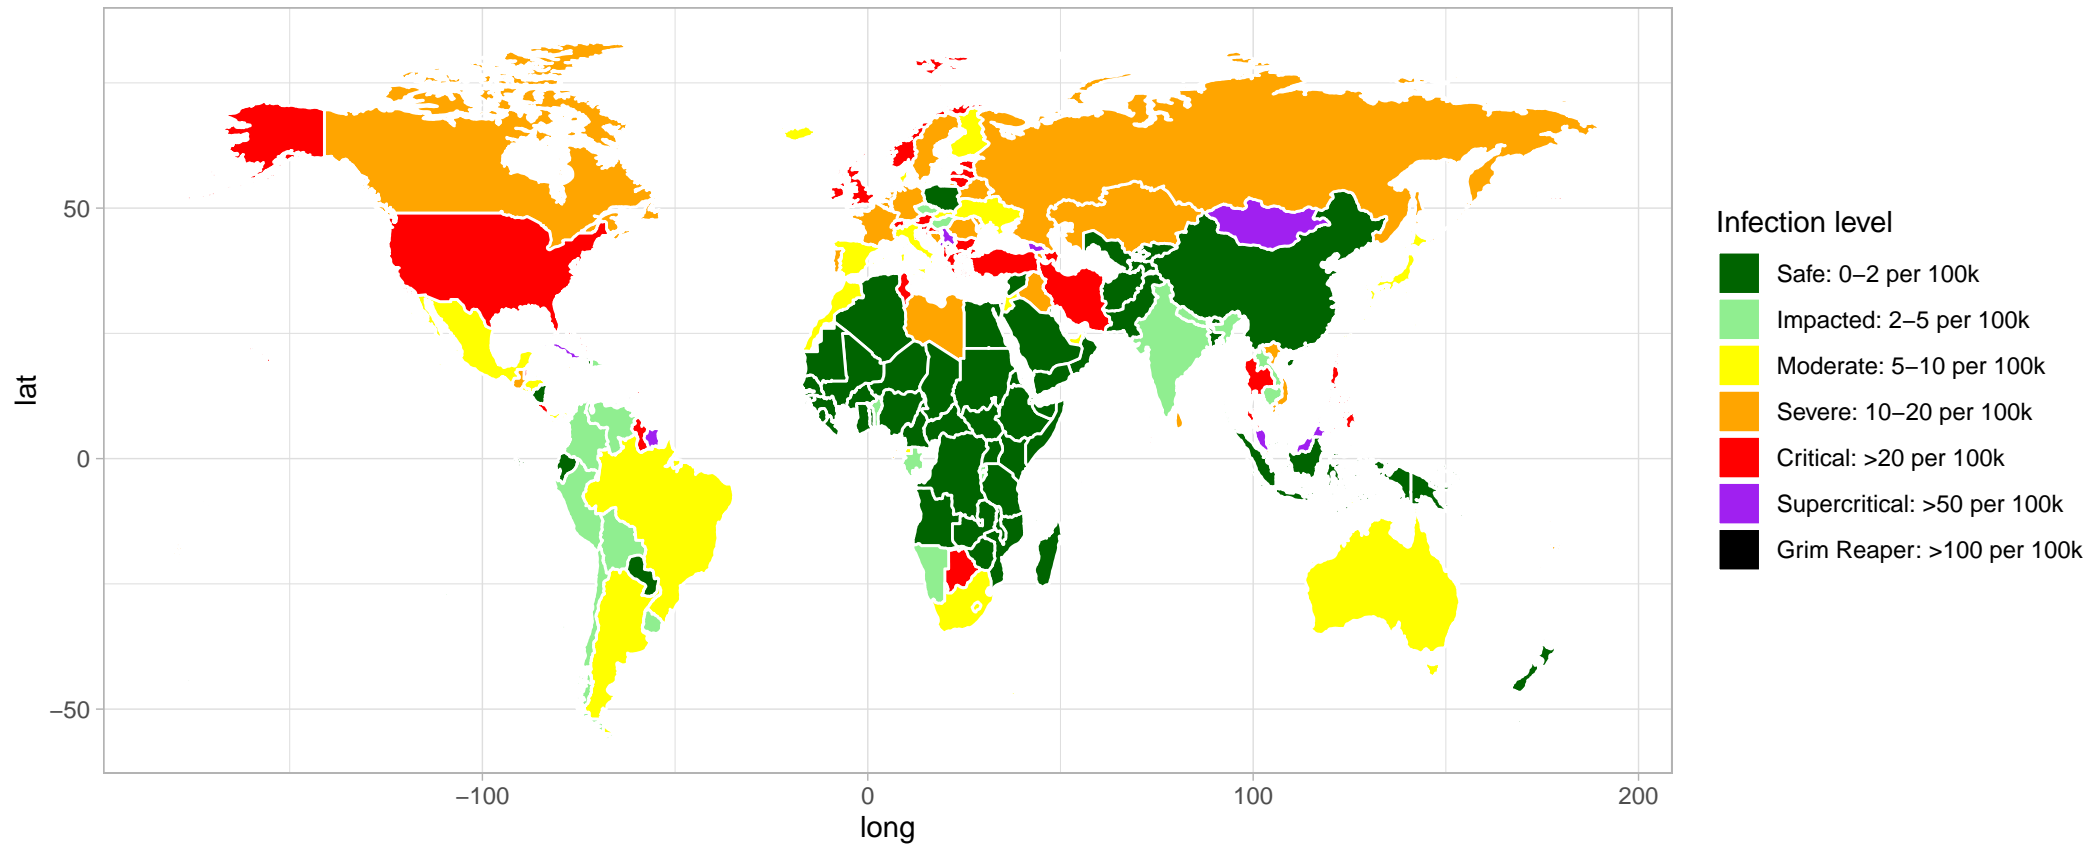 lat
50
0
−50
−100
0
100
200
long
Infection level
Safe: 0−2 per 100k
Impacted: 2−5 per 100k
Moderate: 5−10 per 100k
Severe: 10−20 per 100k
Critical: >20 per 100k
Supercritical: >50 per 100k
Grim Reaper: >100 per 100k